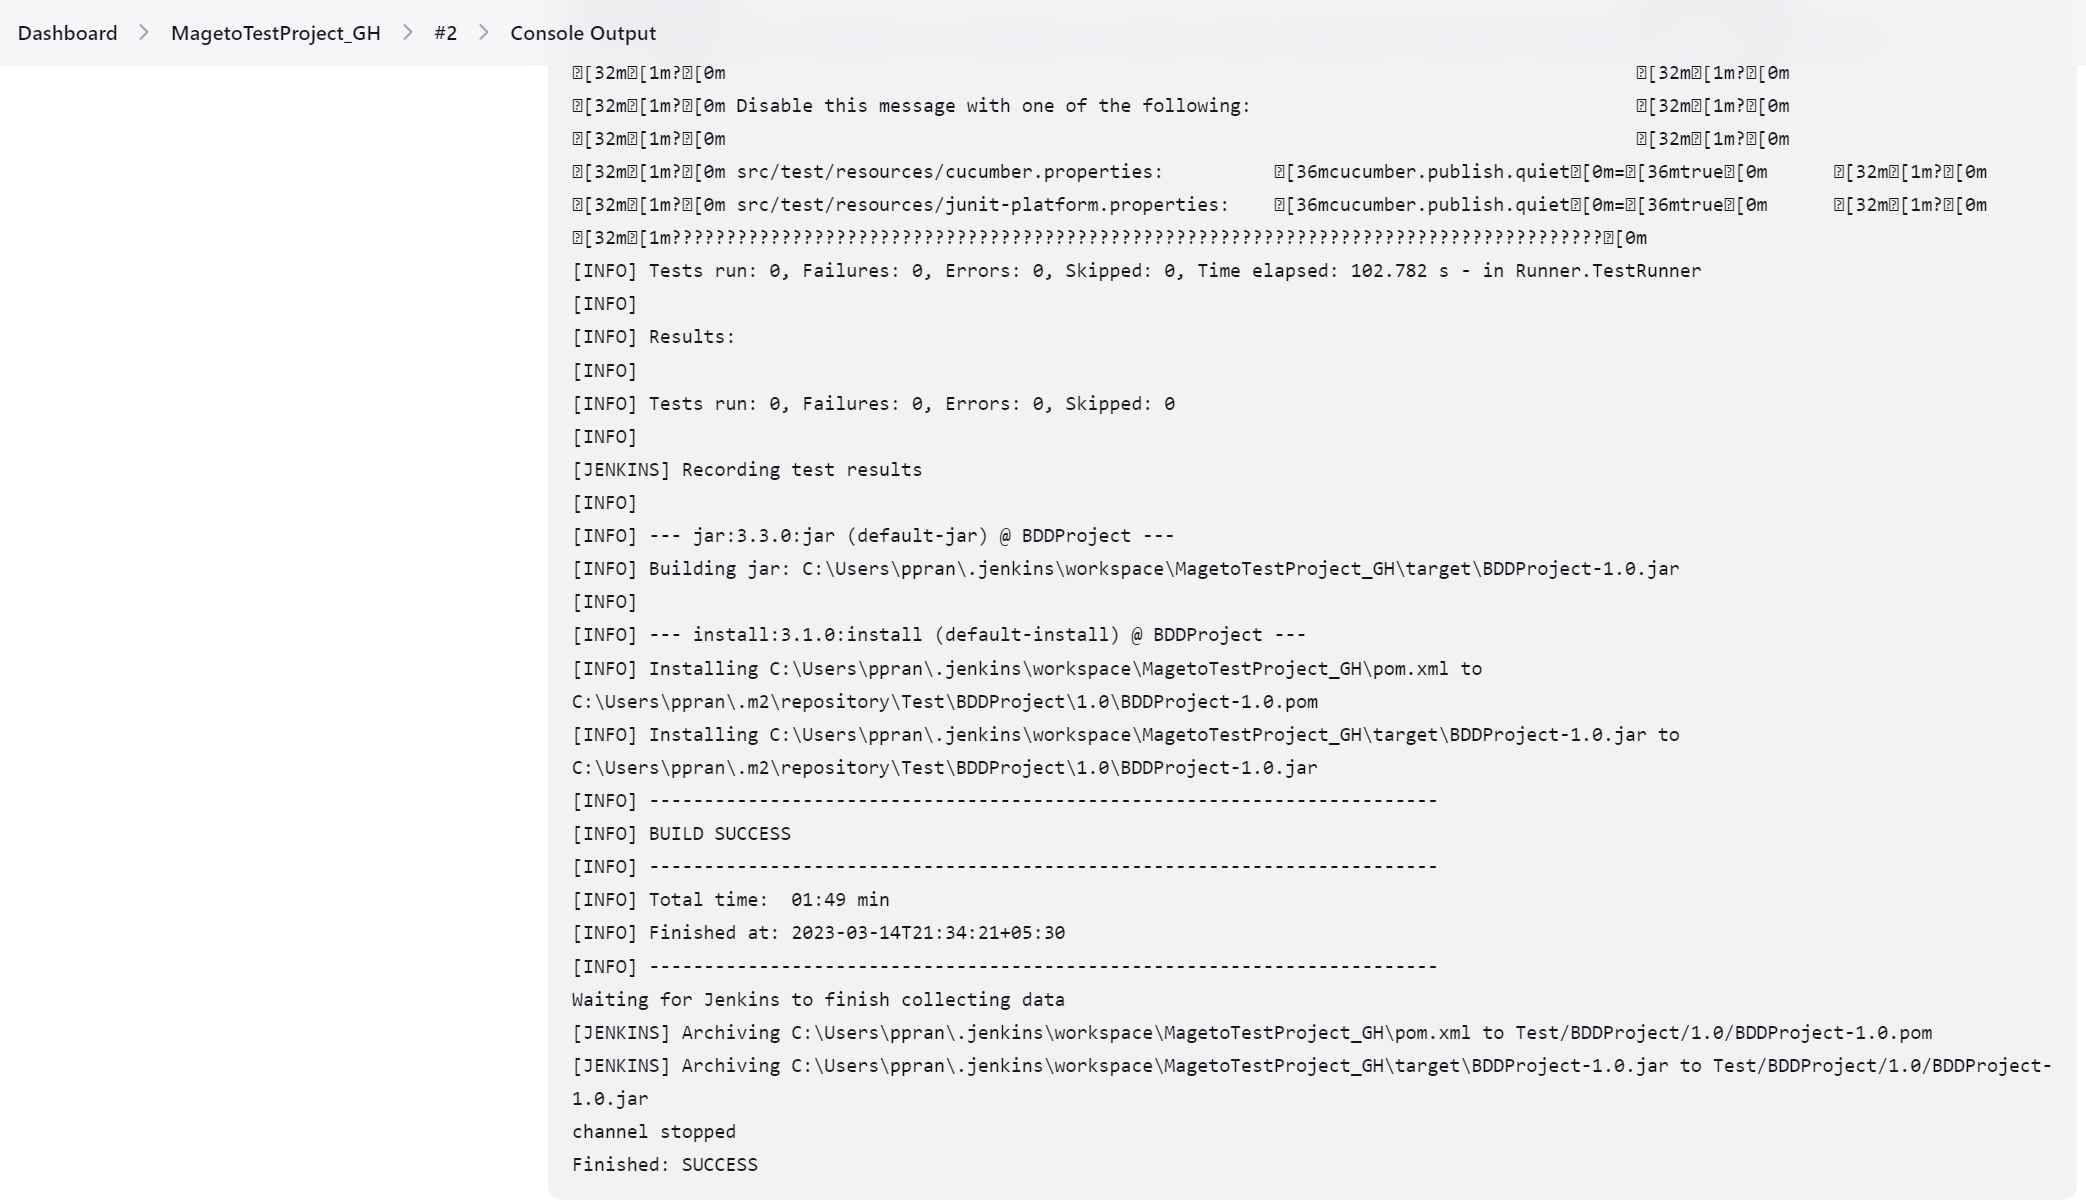 Dashboard > MagetoTestProject_GH > #2 > Console Output
␛[32m␛[1m?␛[0m ␛[32m␛[1m?␛[0m
␛[32m␛[1m?␛[0m Disable this message with one of the following: ␛[32m␛[1m?␛[0m
␛[32m␛[1m?␛[0m ␛[32m␛[1m?␛[0m
␛[32m␛[1m?␛[0m src/test/resources/cucumber.properties: ␛[36mcucumber.publish.quiet␛[0m=␛[36mtrue␛[0m ␛[32m␛[1m?␛[0m
␛[32m␛[1m?␛[0m src/test/resources/junit-platform.properties: ␛[36mcucumber.publish.quiet␛[0m=␛[36mtrue␛[0m ␛[32m␛[1m?␛[0m
␛[32m␛[1m?????????????????????????????????????????????????????????????????????????????????????␛[0m
[INFO] Tests run: 0, Failures: 0, Errors: 0, Skipped: 0, Time elapsed: 102.782 s - in Runner.TestRunner
[INFO]
[INFO] Results:
[INFO]
[INFO] Tests run: 0, Failures: 0, Errors: 0, Skipped: 0
[INFO]
[JENKINS] Recording test results
[INFO]
[INFO] --- jar:3.3.0:jar (default-jar) @ BDDProject ---
[INFO] Building jar: C:\Users\ppran\.jenkins\workspace\MagetoTestProject_GH\target\BDDProject-1.0.jar
[INFO]
[INFO] --- install:3.1.0:install (default-install) @ BDDProject ---
[INFO] Installing C:\Users\ppran\.jenkins\workspace\MagetoTestProject_GH\pom.xml to
C:\Users\ppran\.m2\repository\Test\BDDProject\1.0\BDDProject-1.0.pom
[INFO] Installing C:\Users\ppran\.jenkins\workspace\MagetoTestProject_GH\target\BDDProject-1.0.jar to
C:\Users\ppran\.m2\repository\Test\BDDProject\1.0\BDDProject-1.0.jar
[INFO] ------------------------------------------------------------------------
[INFO] BUILD SUCCESS
[INFO] ------------------------------------------------------------------------
[INFO] Total time:  01:49 min
[INFO] Finished at: 2023-03-14T21:34:21+05:30
[INFO] ------------------------------------------------------------------------
Waiting for Jenkins to finish collecting data
[JENKINS] Archiving C:\Users\ppran\.jenkins\workspace\MagetoTestProject_GH\pom.xml to Test/BDDProject/1.0/BDDProject-1.0.pom
[JENKINS] Archiving C:\Users\ppran\.jenkins\workspace\MagetoTestProject_GH\target\BDDProject-1.0.jar to Test/BDDProject/1.0/BDDProject-
1.0.jar
channel stopped
Finished: SUCCESS